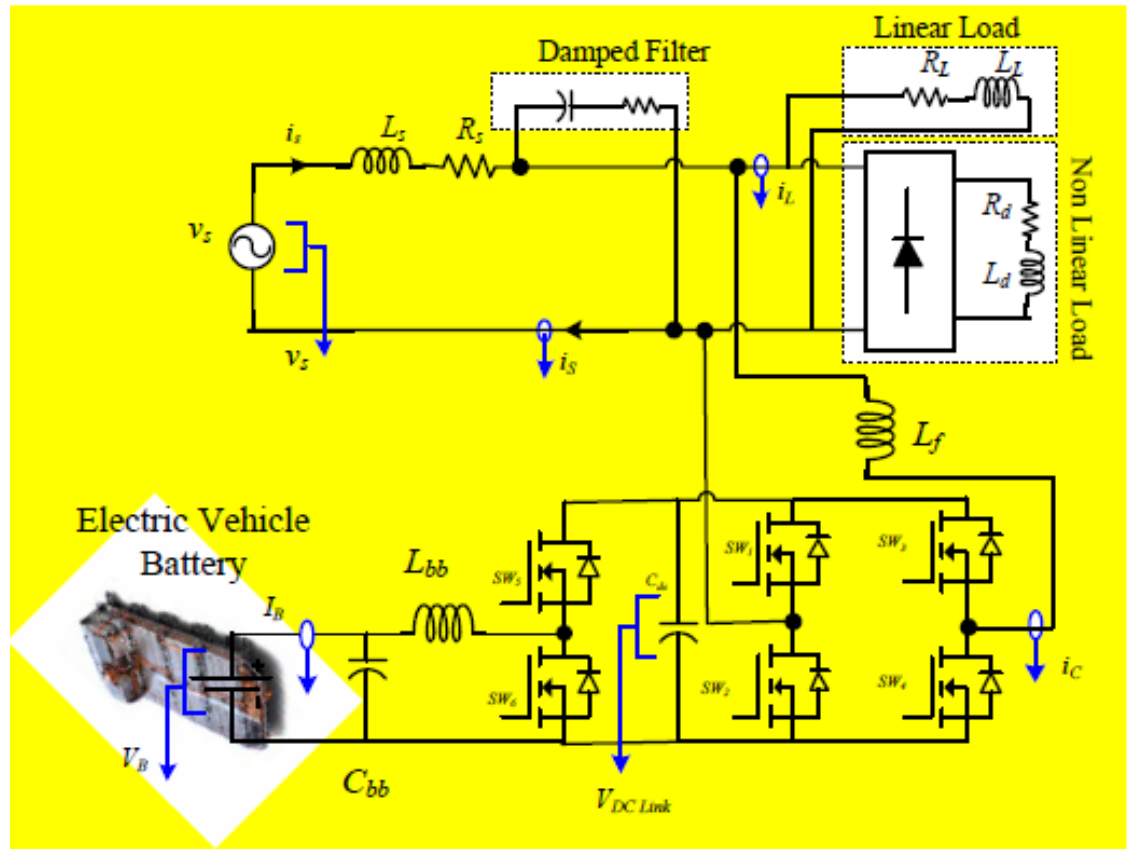 Linear Load
R_L
L_L
Damped Filter
i_s
L_s
R_s
i_L
v_s
R_d
L_d
Non Linear Load
v_s
i_S
L_f
Electric Vehicle
Battery
I_B
L_bb
SW_5
C_dc
SW_1
SW_3
SW_6
SW_2
SW_4
i_C
+
-
V_B
C_bb
V_DC Link